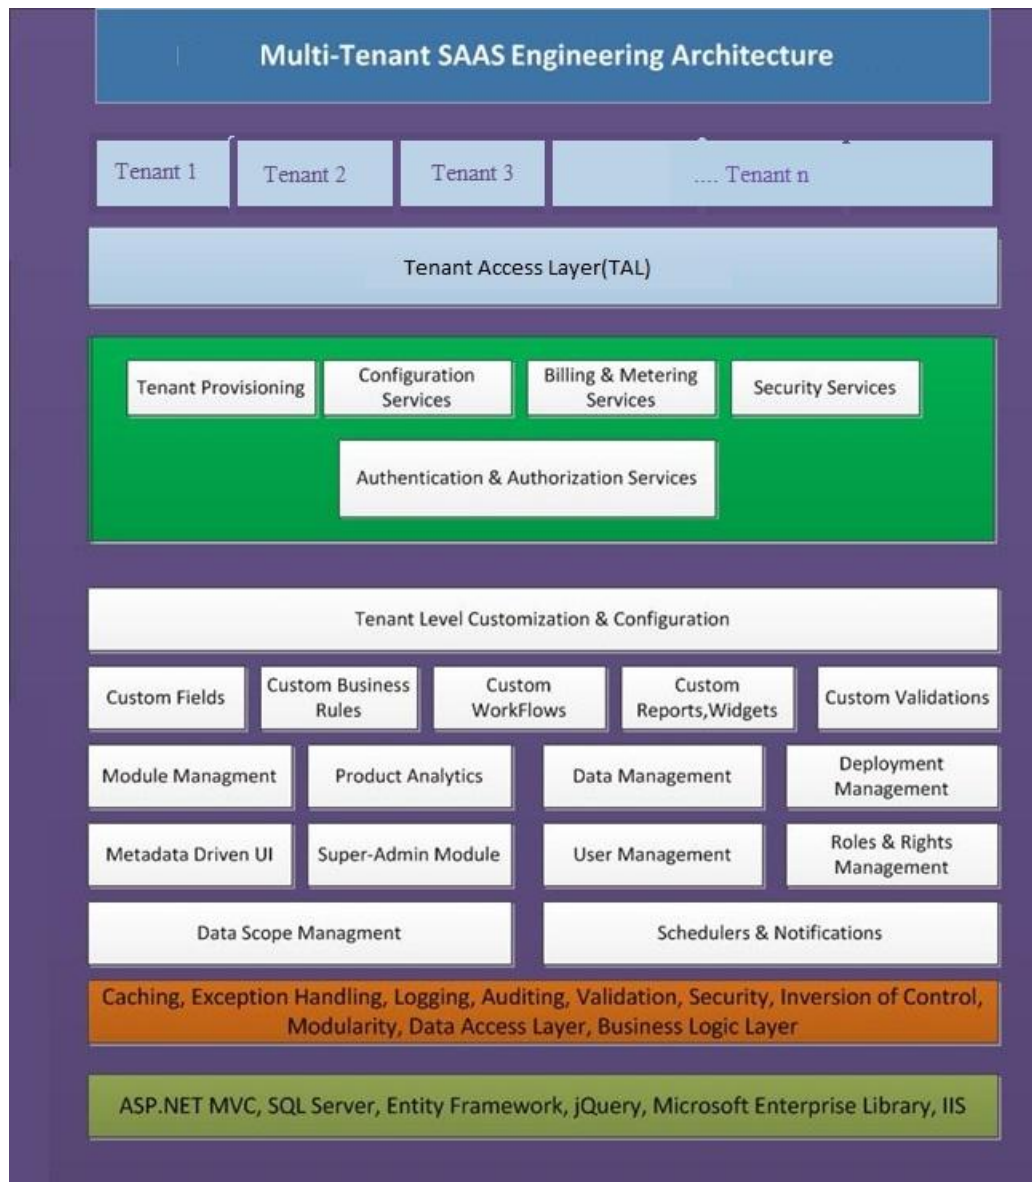 Multi-Tenant SAAS Engineering Architecture
Tenant 1
Tenant 2
Tenant 3
.... Tenant n
Tenant Access Layer(TAL)
Tenant Provisioning
Configuration
Services
Billing & Metering
Services
Security Services
Authentication & Authorization Services
Tenant Level Customization & Configuration
Custom Fields
Custom Business
Rules
Custom
WorkFlows
Custom
Reports,Widgets
Custom Validations
Module Managment
Product Analytics
Data Management
Deployment
Management
Metadata Driven UI
Super-Admin Module
User Management
Roles & Rights
Management
Data Scope Managment
Schedulers & Notifications
Caching, Exception Handling, Logging, Auditing, Validation, Security, Inversion of Control,
Modularity, Data Access Layer, Business Logic Layer
ASP.NET MVC, SQL Server, Entity Framework, jQuery, Microsoft Enterprise Library, IIS